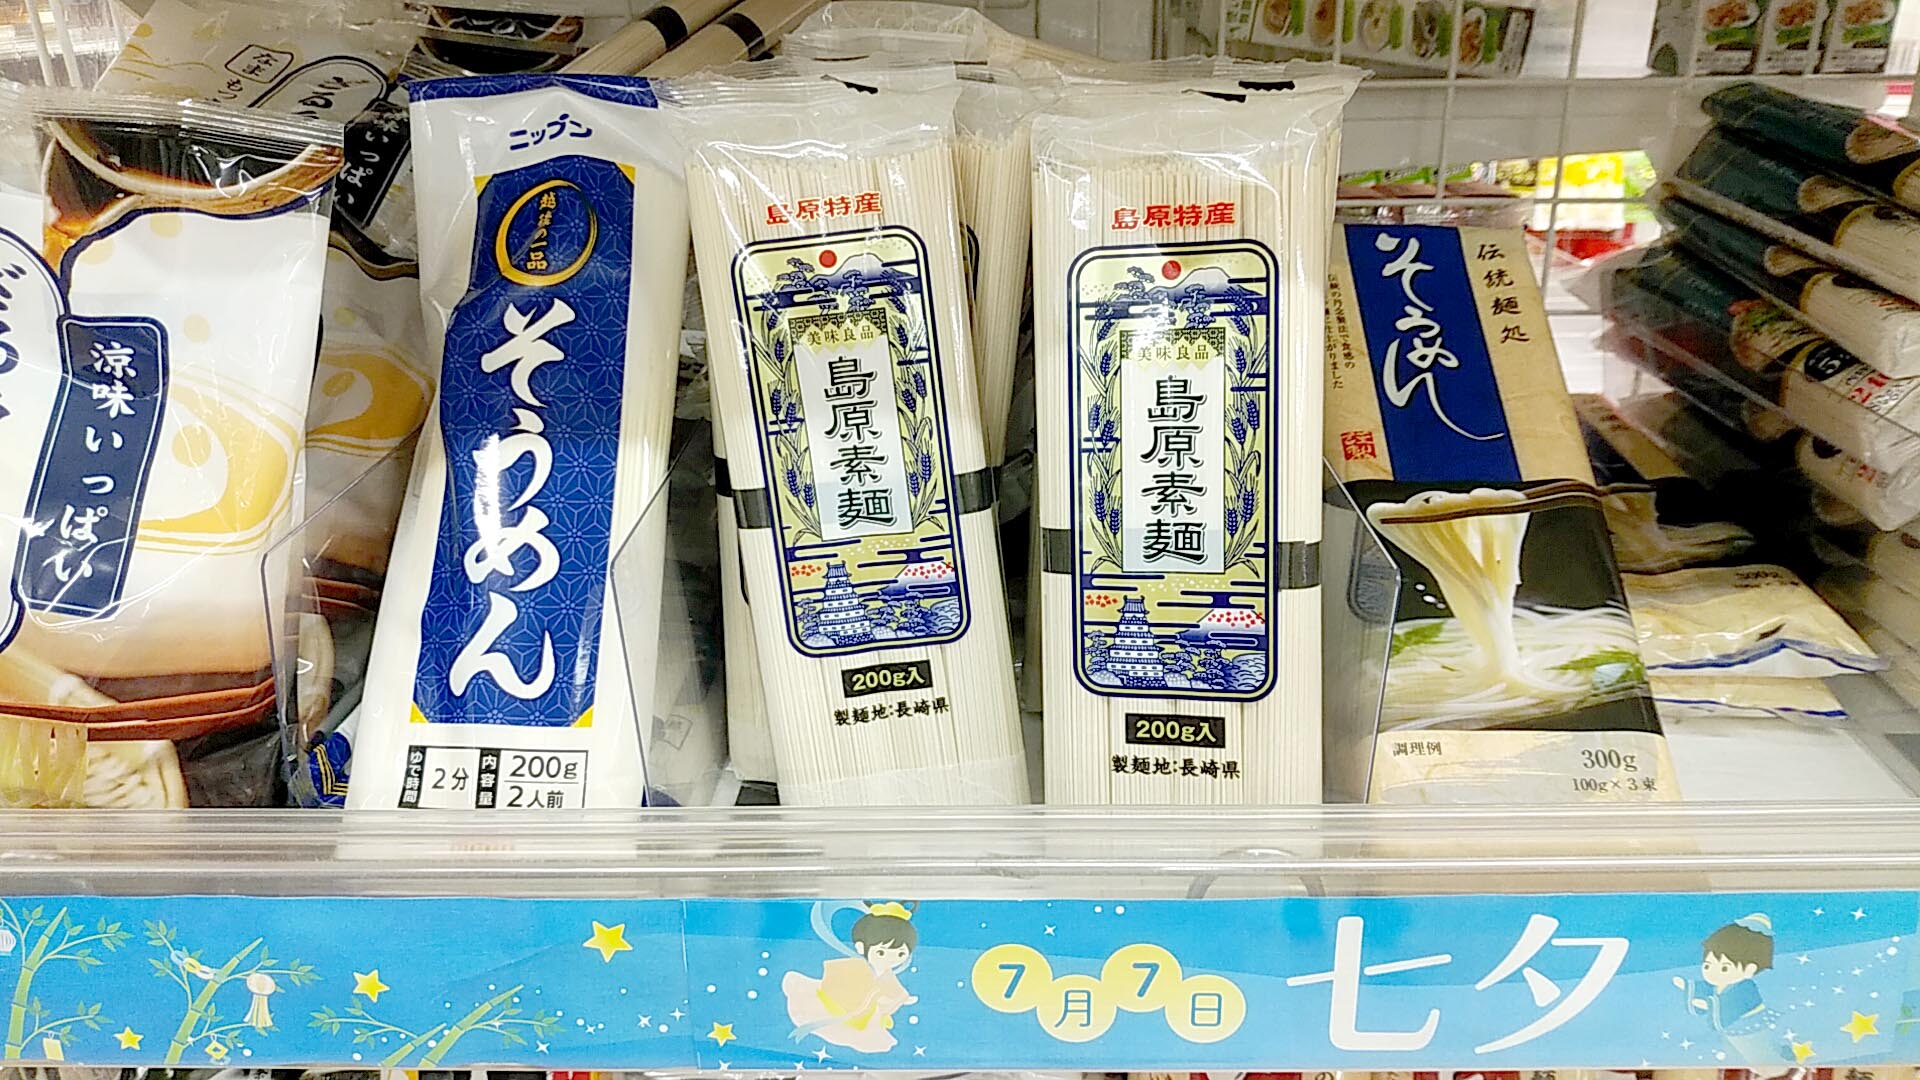 涼味いっぱい
ニップン
越後の一品
そうめん
ゆで時間
2分
内容量
200g
2人前
島原特産
美味良品
島原素麺
200g入
製麺地:長崎県
島原特産
美味良品
島原素麺
200g入
製麺地:長崎県
伝統麺処
そうめん
調理例
300g
100g×3束
7月7日
七夕